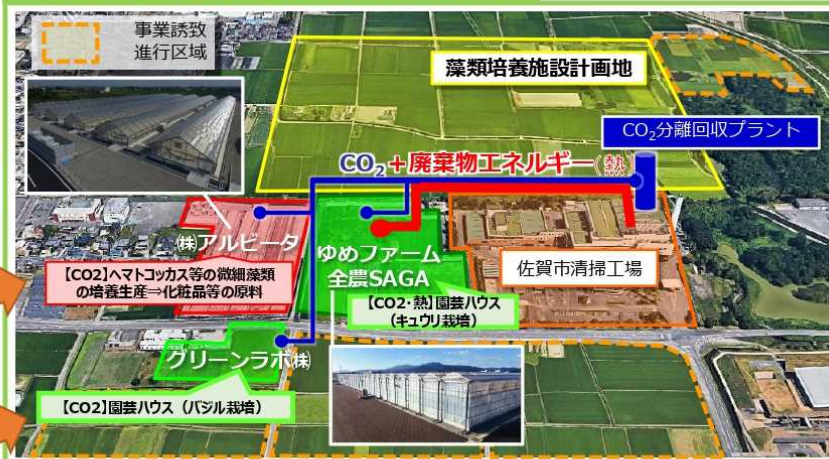 事業誘致
進行区域
藻類培養施設計画地
CO₂分離回収プラント
CO₂+廃棄物エネルギー(熱)
㈱アルビータ
【CO2】ヘマトコッカス等の微細藻類
の培養生産⇒化粧品等の原料
ゆめファーム
全農SAGA
【CO2・熱】園芸ハウス
(キュウリ栽培)
佐賀市清掃工場
グリーンラボ㈱
【CO2】園芸ハウス（バジル栽培）